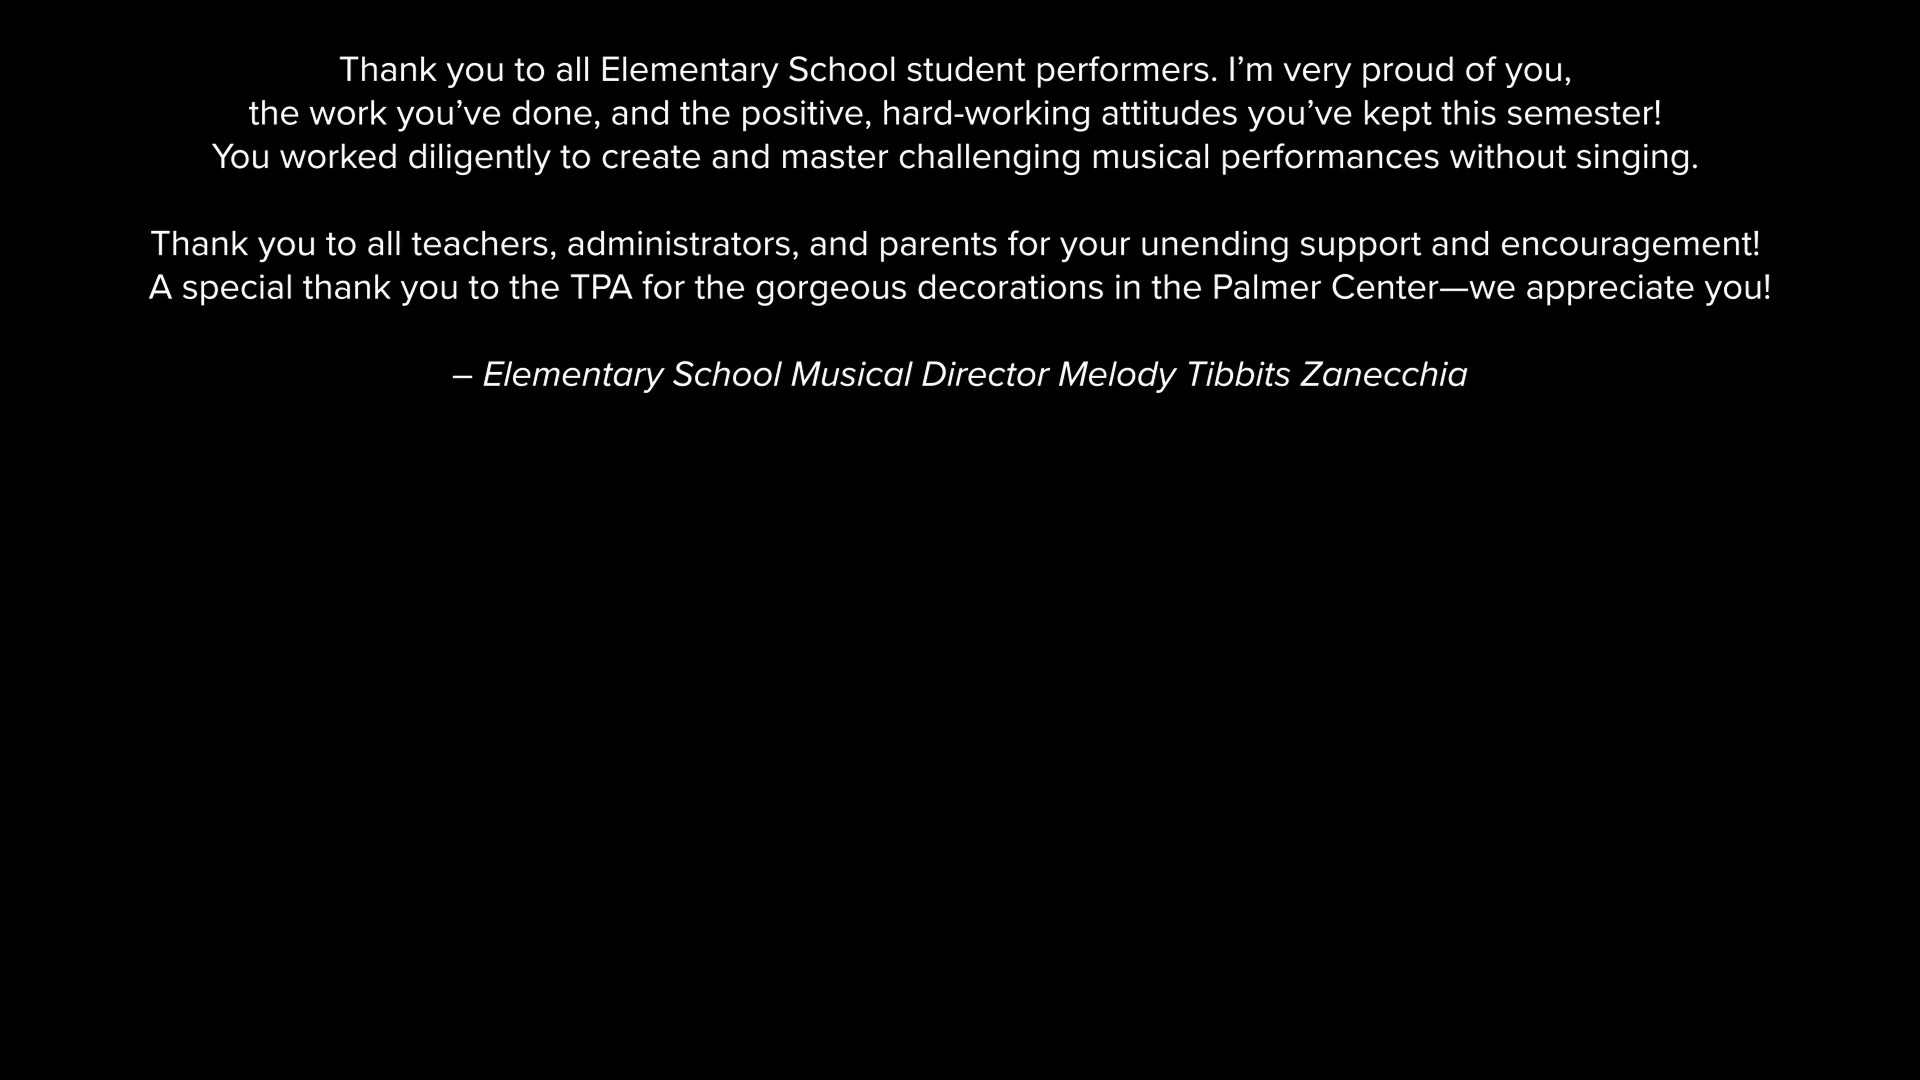 Thank you to all Elementary School student performers. I’m very proud of you,
the work you’ve done, and the positive, hard-working attitudes you’ve kept this semester!
You worked diligently to create and master challenging musical performances without singing.
Thank you to all teachers, administrators, and parents for your unending support and encouragement!
A special thank you to the TPA for the gorgeous decorations in the Palmer Center—we appreciate you!
– Elementary School Musical Director Melody Tibbits Zanecchia